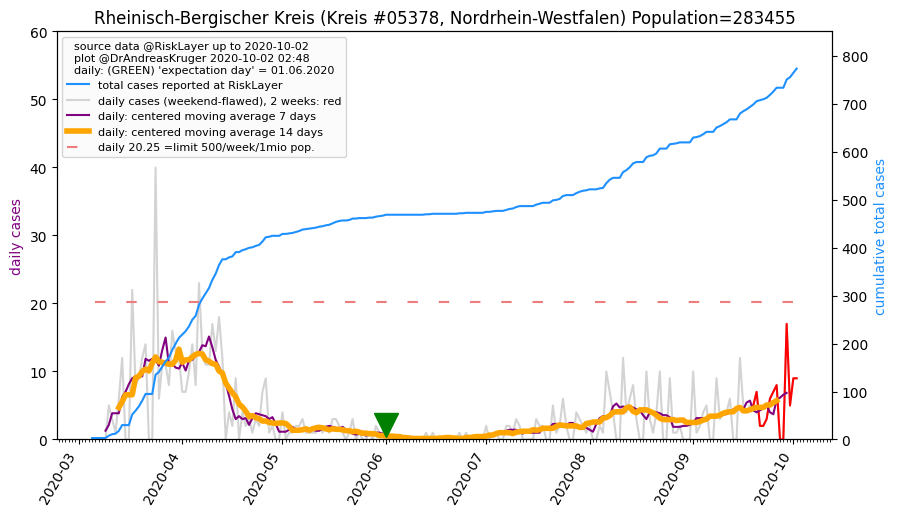 Rheinisch-Bergischer Kreis (Kreis #05378, Nordrhein-Westfalen) Population=283455
source data @RiskLayer up to 2020-10-02
plot @DrAndreasKruger 2020-10-02 02:48
daily: (GREEN) 'expectation day' = 01.06.2020
total cases reported at RiskLayer
daily cases (weekend-flawed), 2 weeks: red
daily: centered moving average 7 days
daily: centered moving average 14 days
daily 20.25 =limit 500/week/1mio pop.
daily cases
60
50
40
30
20
10
0
cumulative total cases
800
700
600
500
400
300
200
100
0
2020-03
2020-04
2020-05
2020-06
2020-07
2020-08
2020-09
2020-10